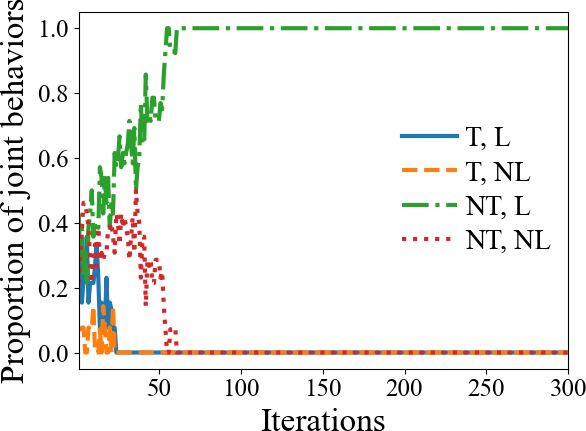 Proportion of joint behaviors
1.0
0.8
0.6
0.4
0.2
0.0
T, L
T, NL
NT, L
NT, NL
50 100 150 200 250 300
Iterations